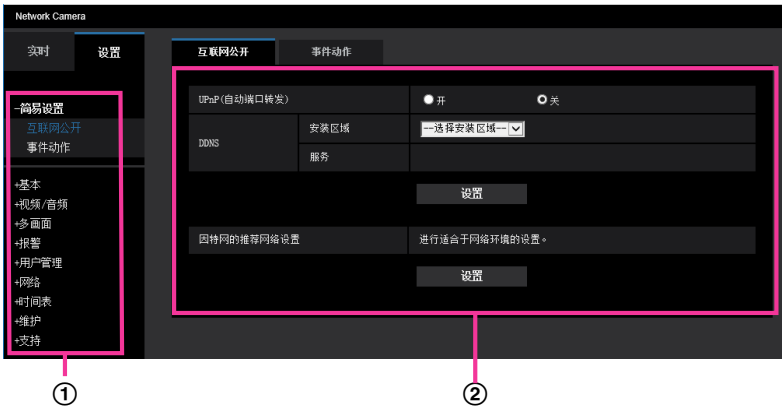 Network Camera
实时 设置
互联网公开 事件动作
-简易设置
互联网公开
事件动作
+基本
+视频/音频
+多画面
+报警
+用户管理
+网络
+时间表
+维护
+支持
UPnP(自动端口转发) 开 关
DDNS 安装区域 --选择安装区域--
服务
设置
因特网的推荐网络设置 进行适合于网络环境的设置。
设置
① ②